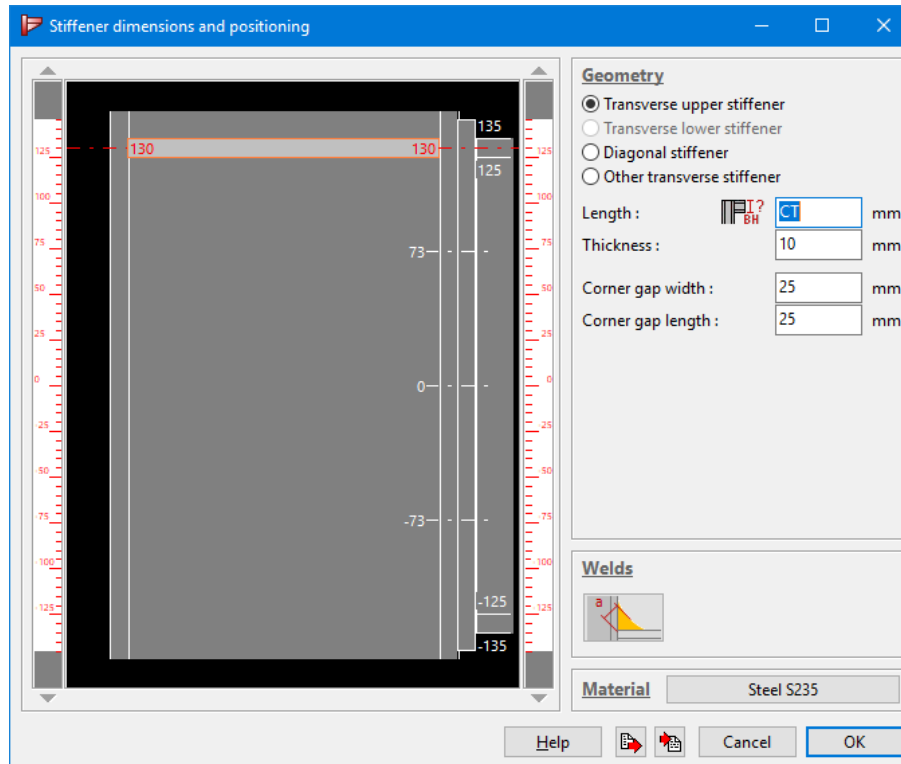 Stiffener dimensions and positioning
Geometry
Transverse upper stiffener
Transverse lower stiffener
Diagonal stiffener
Other transverse stiffener
Length : I? BH CT mm
Thickness : 10 mm
Corner gap width : 25 mm
Corner gap length : 25 mm
Welds
a
Material Steel S235
Help Cancel OK
135
125 130 130 125
125
100 100
75 73 75
50 50
25 25
0 0 0
-25 -25
-50 -50
-75 -73 -75
-100 -100
-125
-125 -125
-135